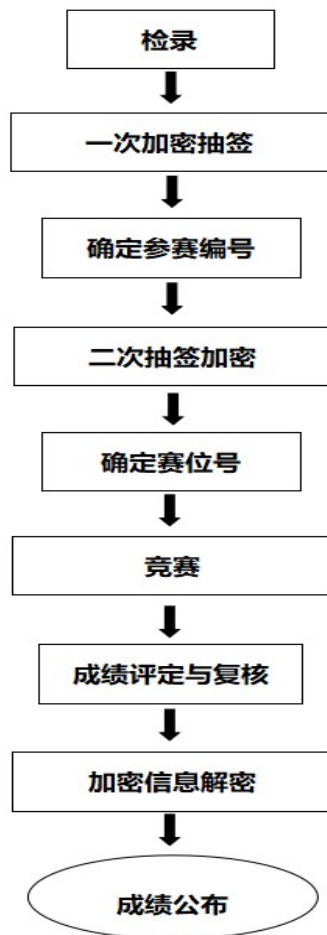 检录
一次加密抽签
确定参赛编号
二次抽签加密
确定赛位号
竞赛
成绩评定与复核
加密信息解密
成绩公布